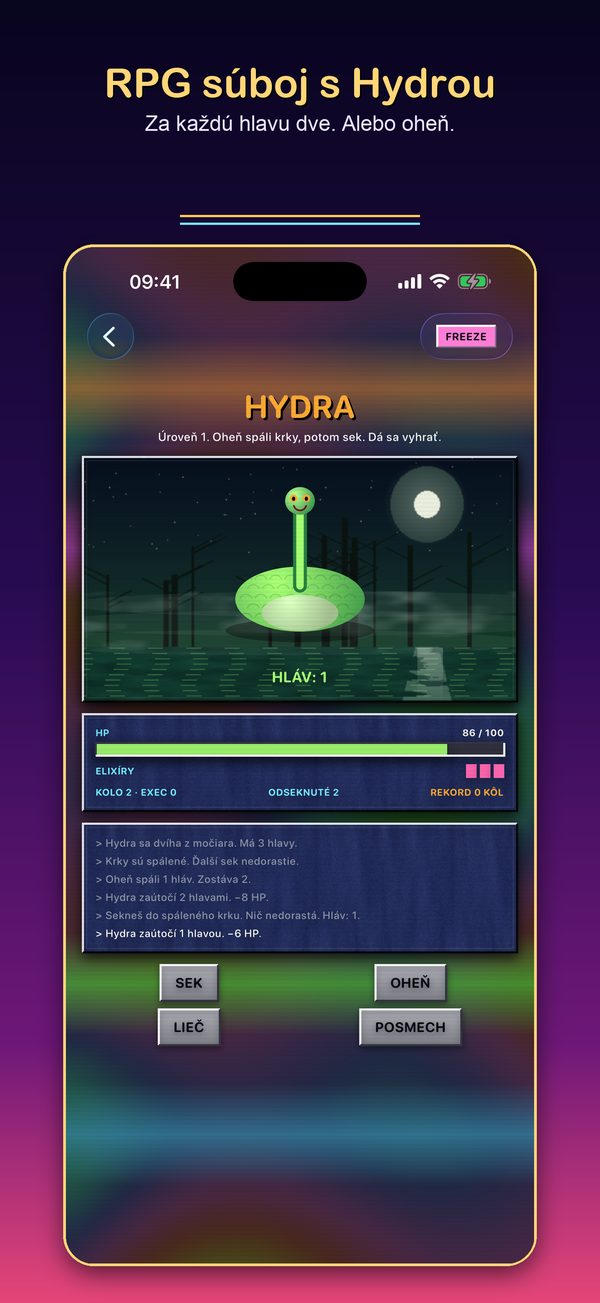 RPG súboj s Hydrou
Za každú hlavu dve. Alebo oheň.
09:41
FREEZE
HYDRA
Úroveň 1. Oheň spáli krky, potom sek. Dá sa vyhrať.
HLÁV: 1
HP 86 / 100
ELIXÍRY
KOLO 2 · EXEC 0 ODSEKNUTÉ 2 REKORD 0 KÔL
> Hydra sa dvíha z močiara. Má 3 hlavy.
> Krky sú spálené. Ďalší sek nedorastie.
> Oheň spáli 1 hláv. Zostáva 2.
> Hydra zaútočí 2 hlavami. −8 HP.
> Sekneš do spáleného krku. Nič nedorastá. Hláv: 1.
> Hydra zaútočí 1 hlavou. −6 HP.
SEK OHEŇ
LIEČ POSMECH